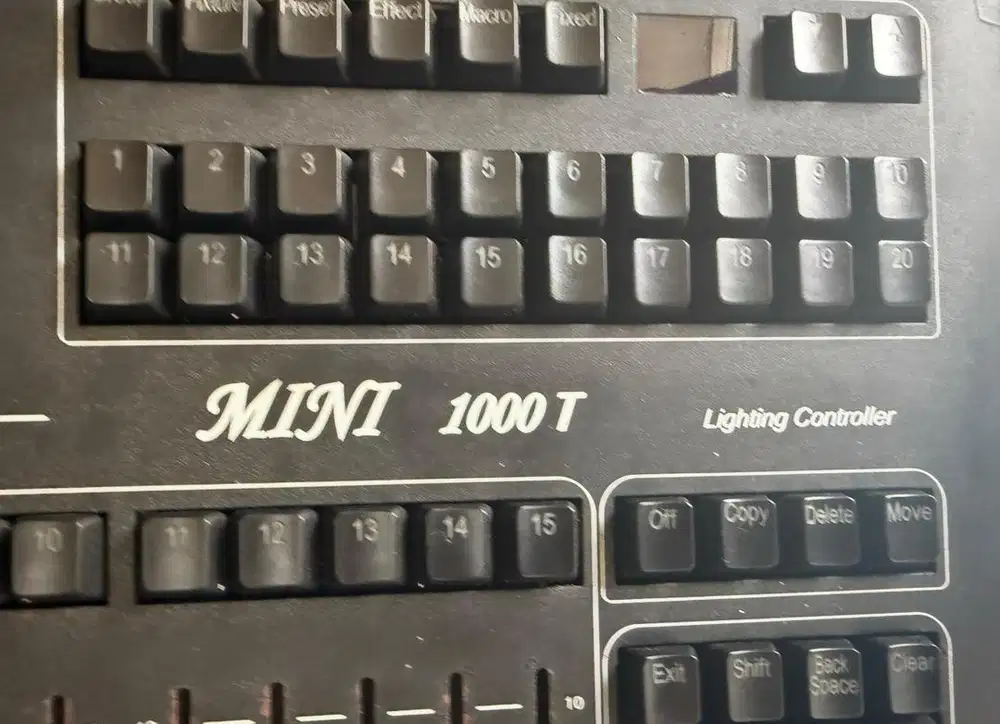 Group Fixture Preset Effect Macro Fixed
1 2 3 4 5 6 7 8 9 10
11 12 13 14 15 16 17 18 19 20
MINI 1000 T Lighting Controller
10 11 12 13 14 15
Off Copy Delete Move
Exit Shift Back Space Clear
10